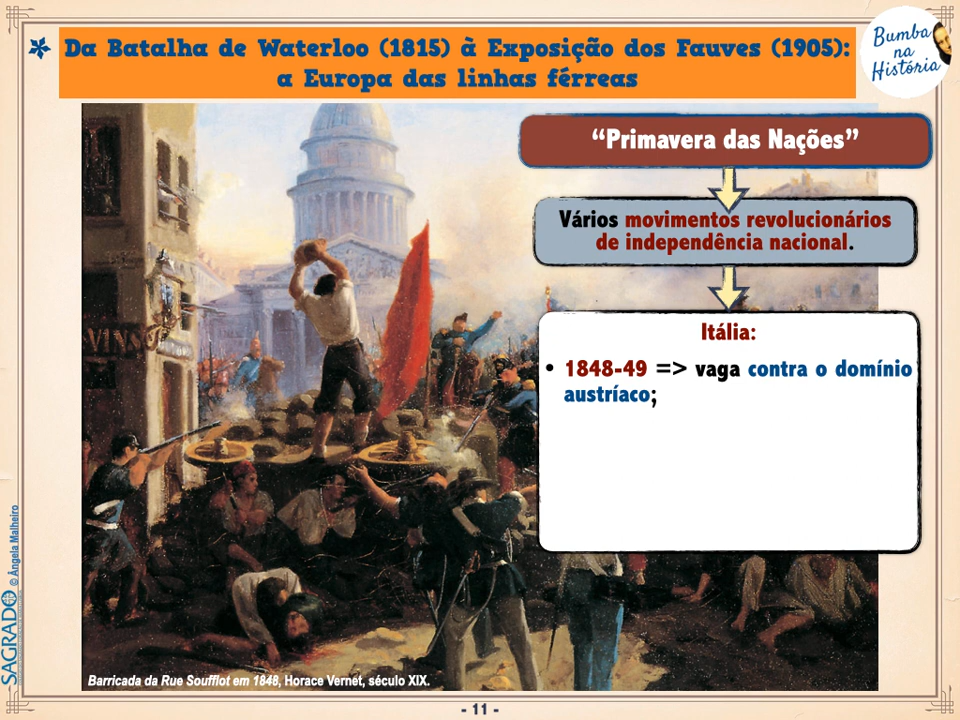 Da Batalha de Waterloo (1815) à Exposição dos Fauves (1905):
a Europa das linhas férreas
Bumba
na
História
“Primavera das Nações”
Vários movimentos revolucionários
de independência nacional.
Itália:
• 1848-49 => vaga contra o domínio
austríaco;
VINS
SAGRADO
© Ângela Malheiro
Barricada da Rue Soufflot em 1848, Horace Vernet, século XIX.
- 11 -